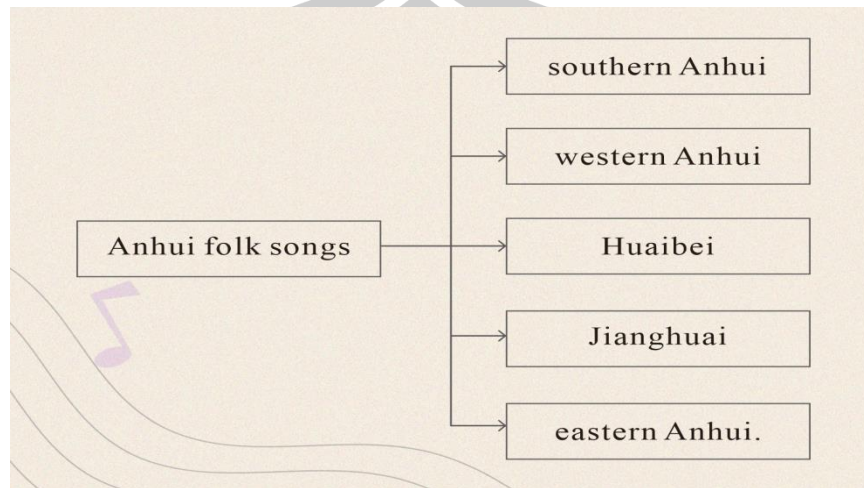 southern Anhui
western Anhui
Anhui folk songs
Huaibei
Jianghuai
eastern Anhui.